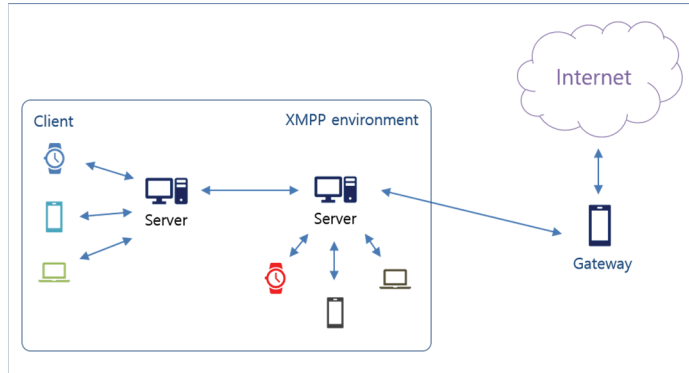 Internet
Client
XMPP environment
Server
Server
Gateway